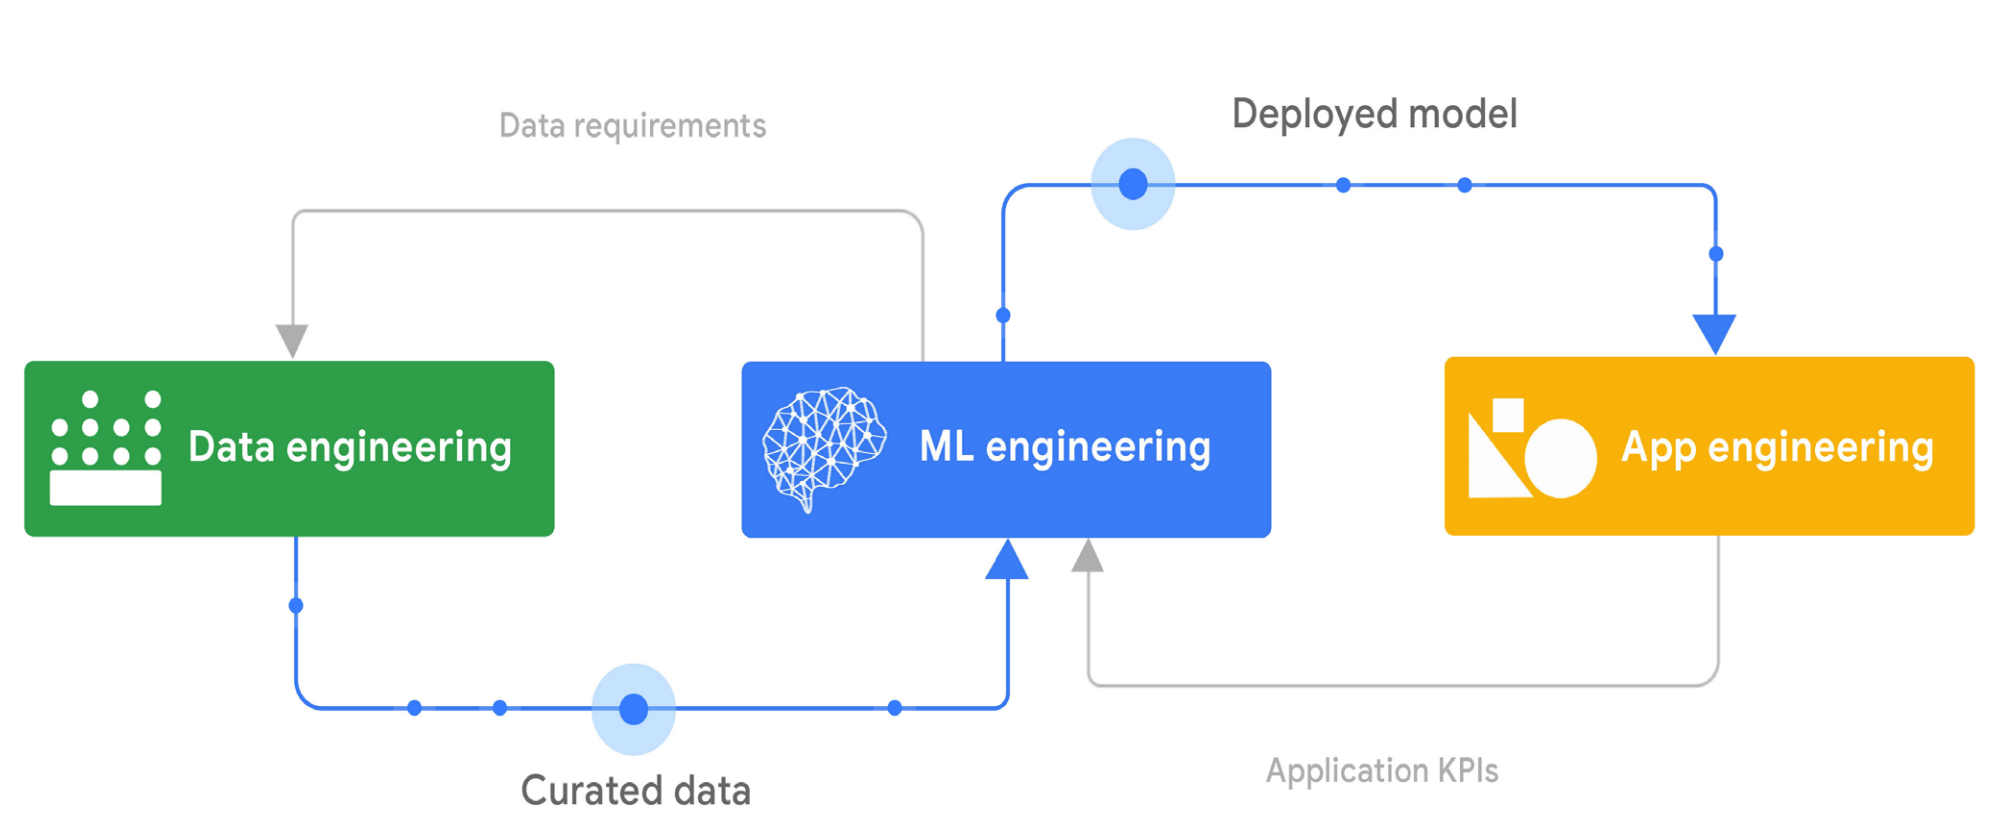 Data requirements
Deployed model
Data engineering
ML engineering
App engineering
Curated data
Application KPIs